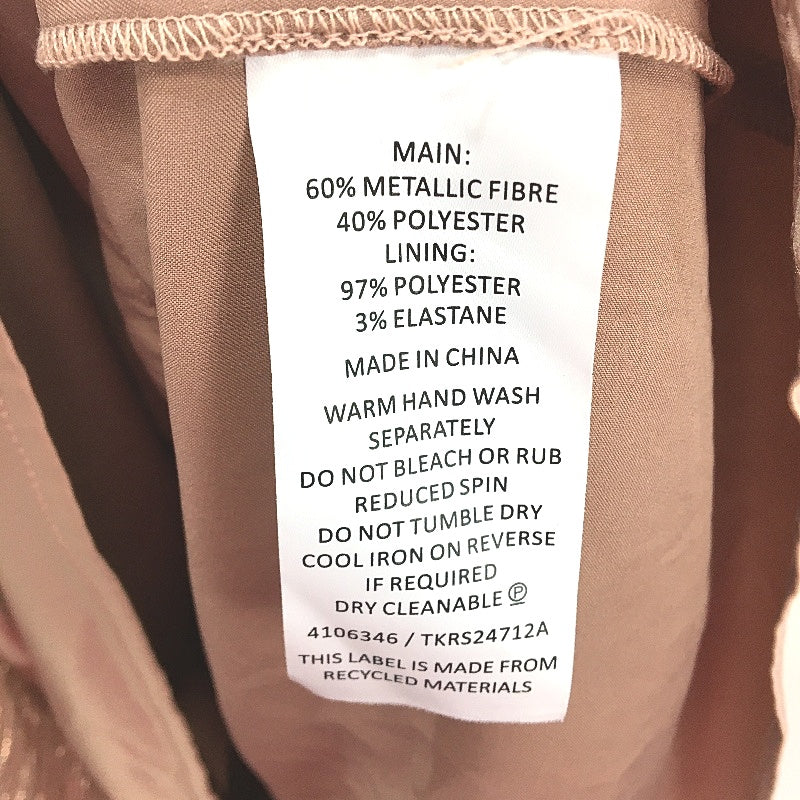 MAIN:
60% METALLIC FIBRE
40% POLYESTER
LINING:
97% POLYESTER
3% ELASTANE
MADE IN CHINA
WARM HAND WASH
SEPARATELY
DO NOT BLEACH OR RUB
REDUCED SPIN
DO NOT TUMBLE DRY
COOL IRON ON REVERSE
IF REQUIRED
DRY CLEANABLE Ⓟ
4106346 / TKRS24712A
THIS LABEL IS MADE FROM
RECYCLED MATERIALS